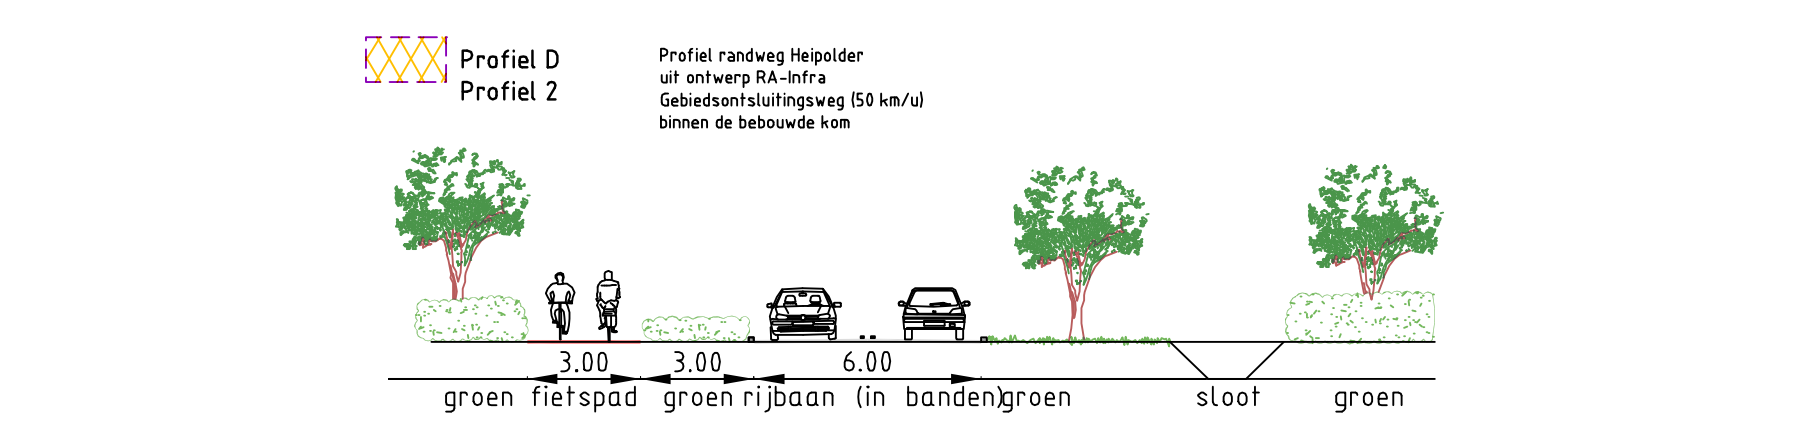 Profiel D
Profiel 2
Profiel randweg Heipolder
uit ontwerp RA-Infra
Gebiedsontsluitingsweg (50 km/u)
binnen de bebouwde kom
3.00 3.00 6.00
groen fietspad groen rijbaan (in banden) groen sloot groen